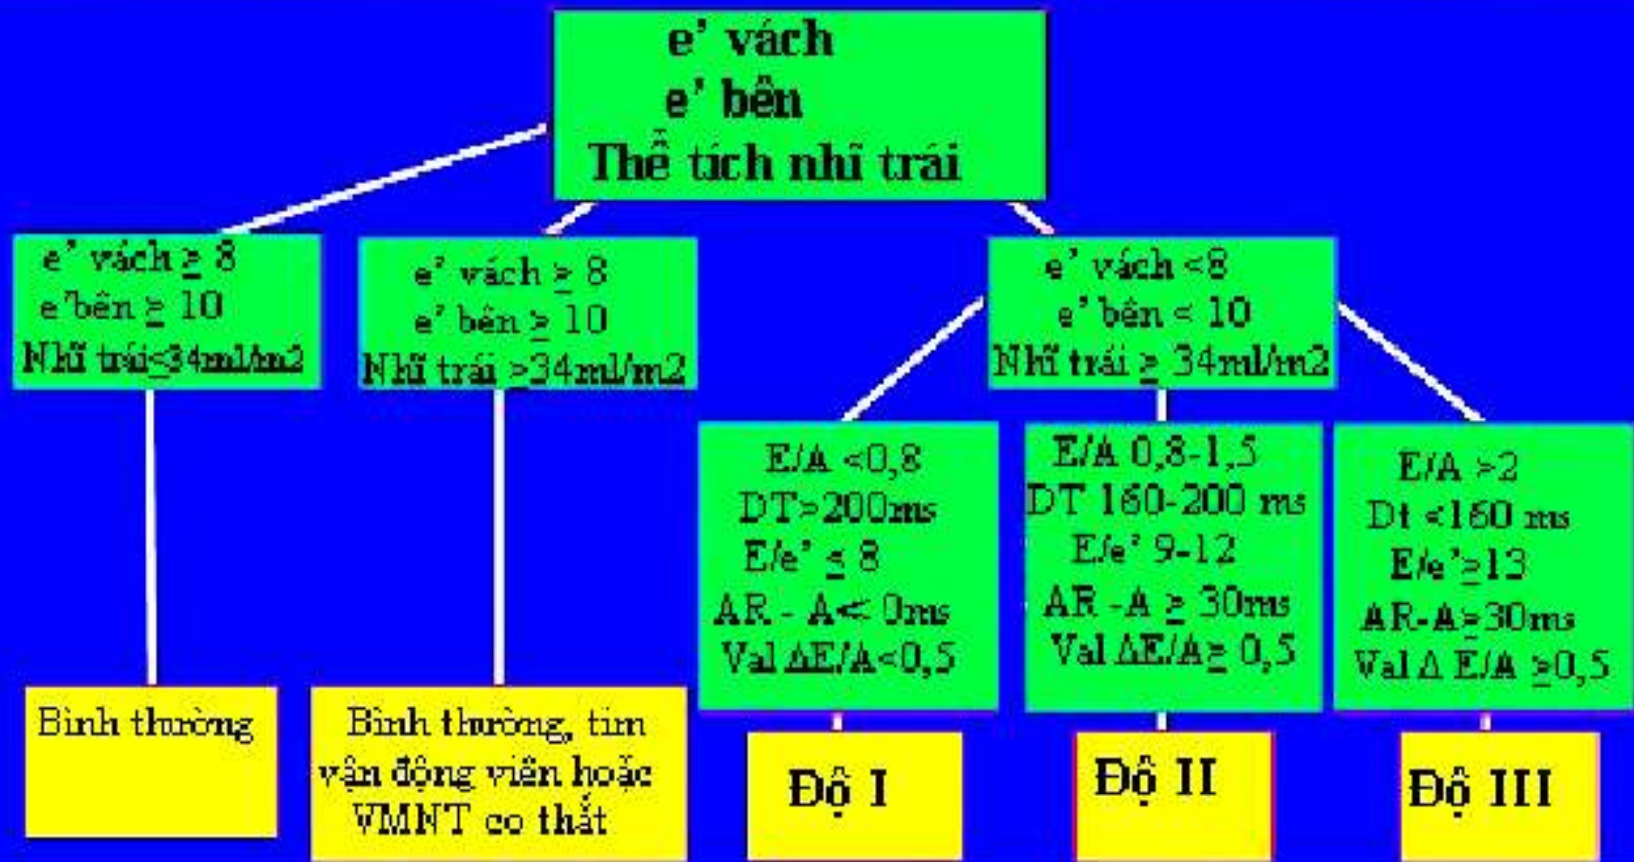 e’ vách
e’ bên
Thể tích nhĩ trái
e’ vách ≥ 8
e’bên ≥ 10
Nhĩ trái<34ml/m2
e’ vách ≥ 8
e’ bên ≥ 10
Nhĩ trái ≥34ml/m2
e’ vách <8
e’ bên < 10
Nhĩ trái ≥ 34ml/m2
E/A <0,8
DT>200ms
E/e’ ≤ 8
AR - A< 0ms
Val ΔE/A<0,5
E/A 0,8-1,5
DT 160-200 ms
E/e’ 9-12
AR -A ≥ 30ms
Val ΔE/A≥ 0,5
E/A >2
Dt <160 ms
E/e’≥13
AR-A≥30ms
Val Δ E/A ≥0,5
Bình thường
Bình thường, tim
vận động viên hoặc
VMNT co thắt
Độ I
Độ II
Độ III